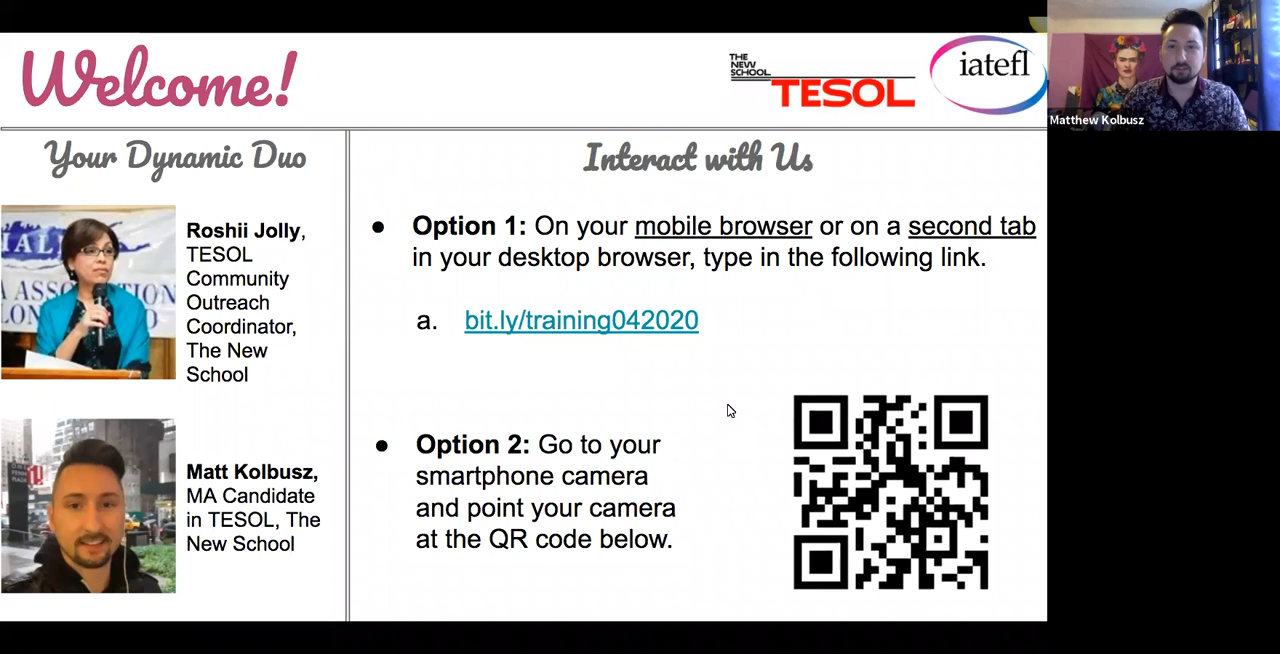 Welcome!
THE
NEW
SCHOOL
TESOL
iatefl
Matthew Kolbusz
Your Dynamic Duo
Roshii Jolly,
TESOL
Community
Outreach
Coordinator,
The New
School
Matt Kolbusz,
MA Candidate
in TESOL, The
New School
Interact with Us
● Option 1: On your mobile browser or on a second tab
in your desktop browser, type in the following link.
a. bit.ly/training042020
● Option 2: Go to your
smartphone camera
and point your camera
at the QR code below.